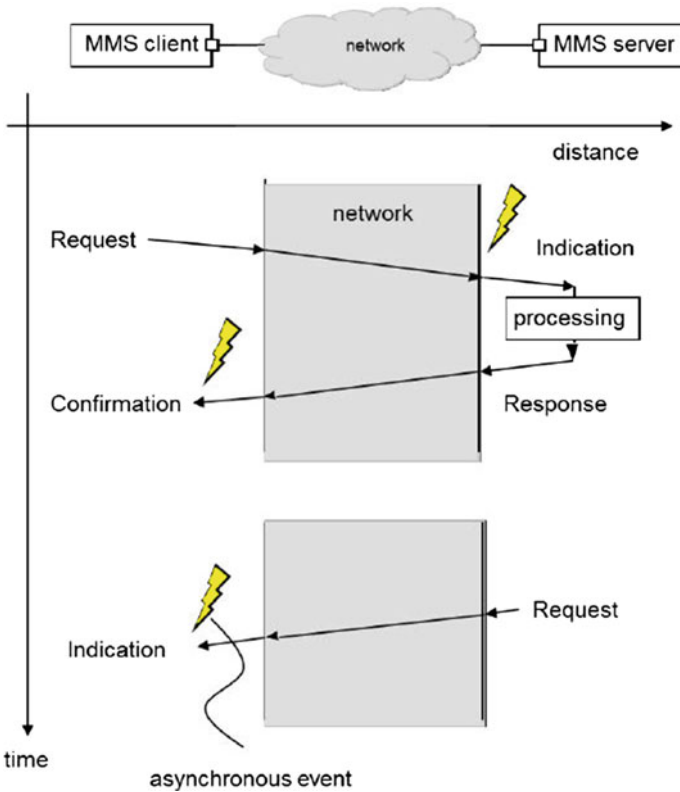 MMS client
network
MMS server
distance
network
Request
Indication
processing
Confirmation
Response
Request
Indication
time
asynchronous event